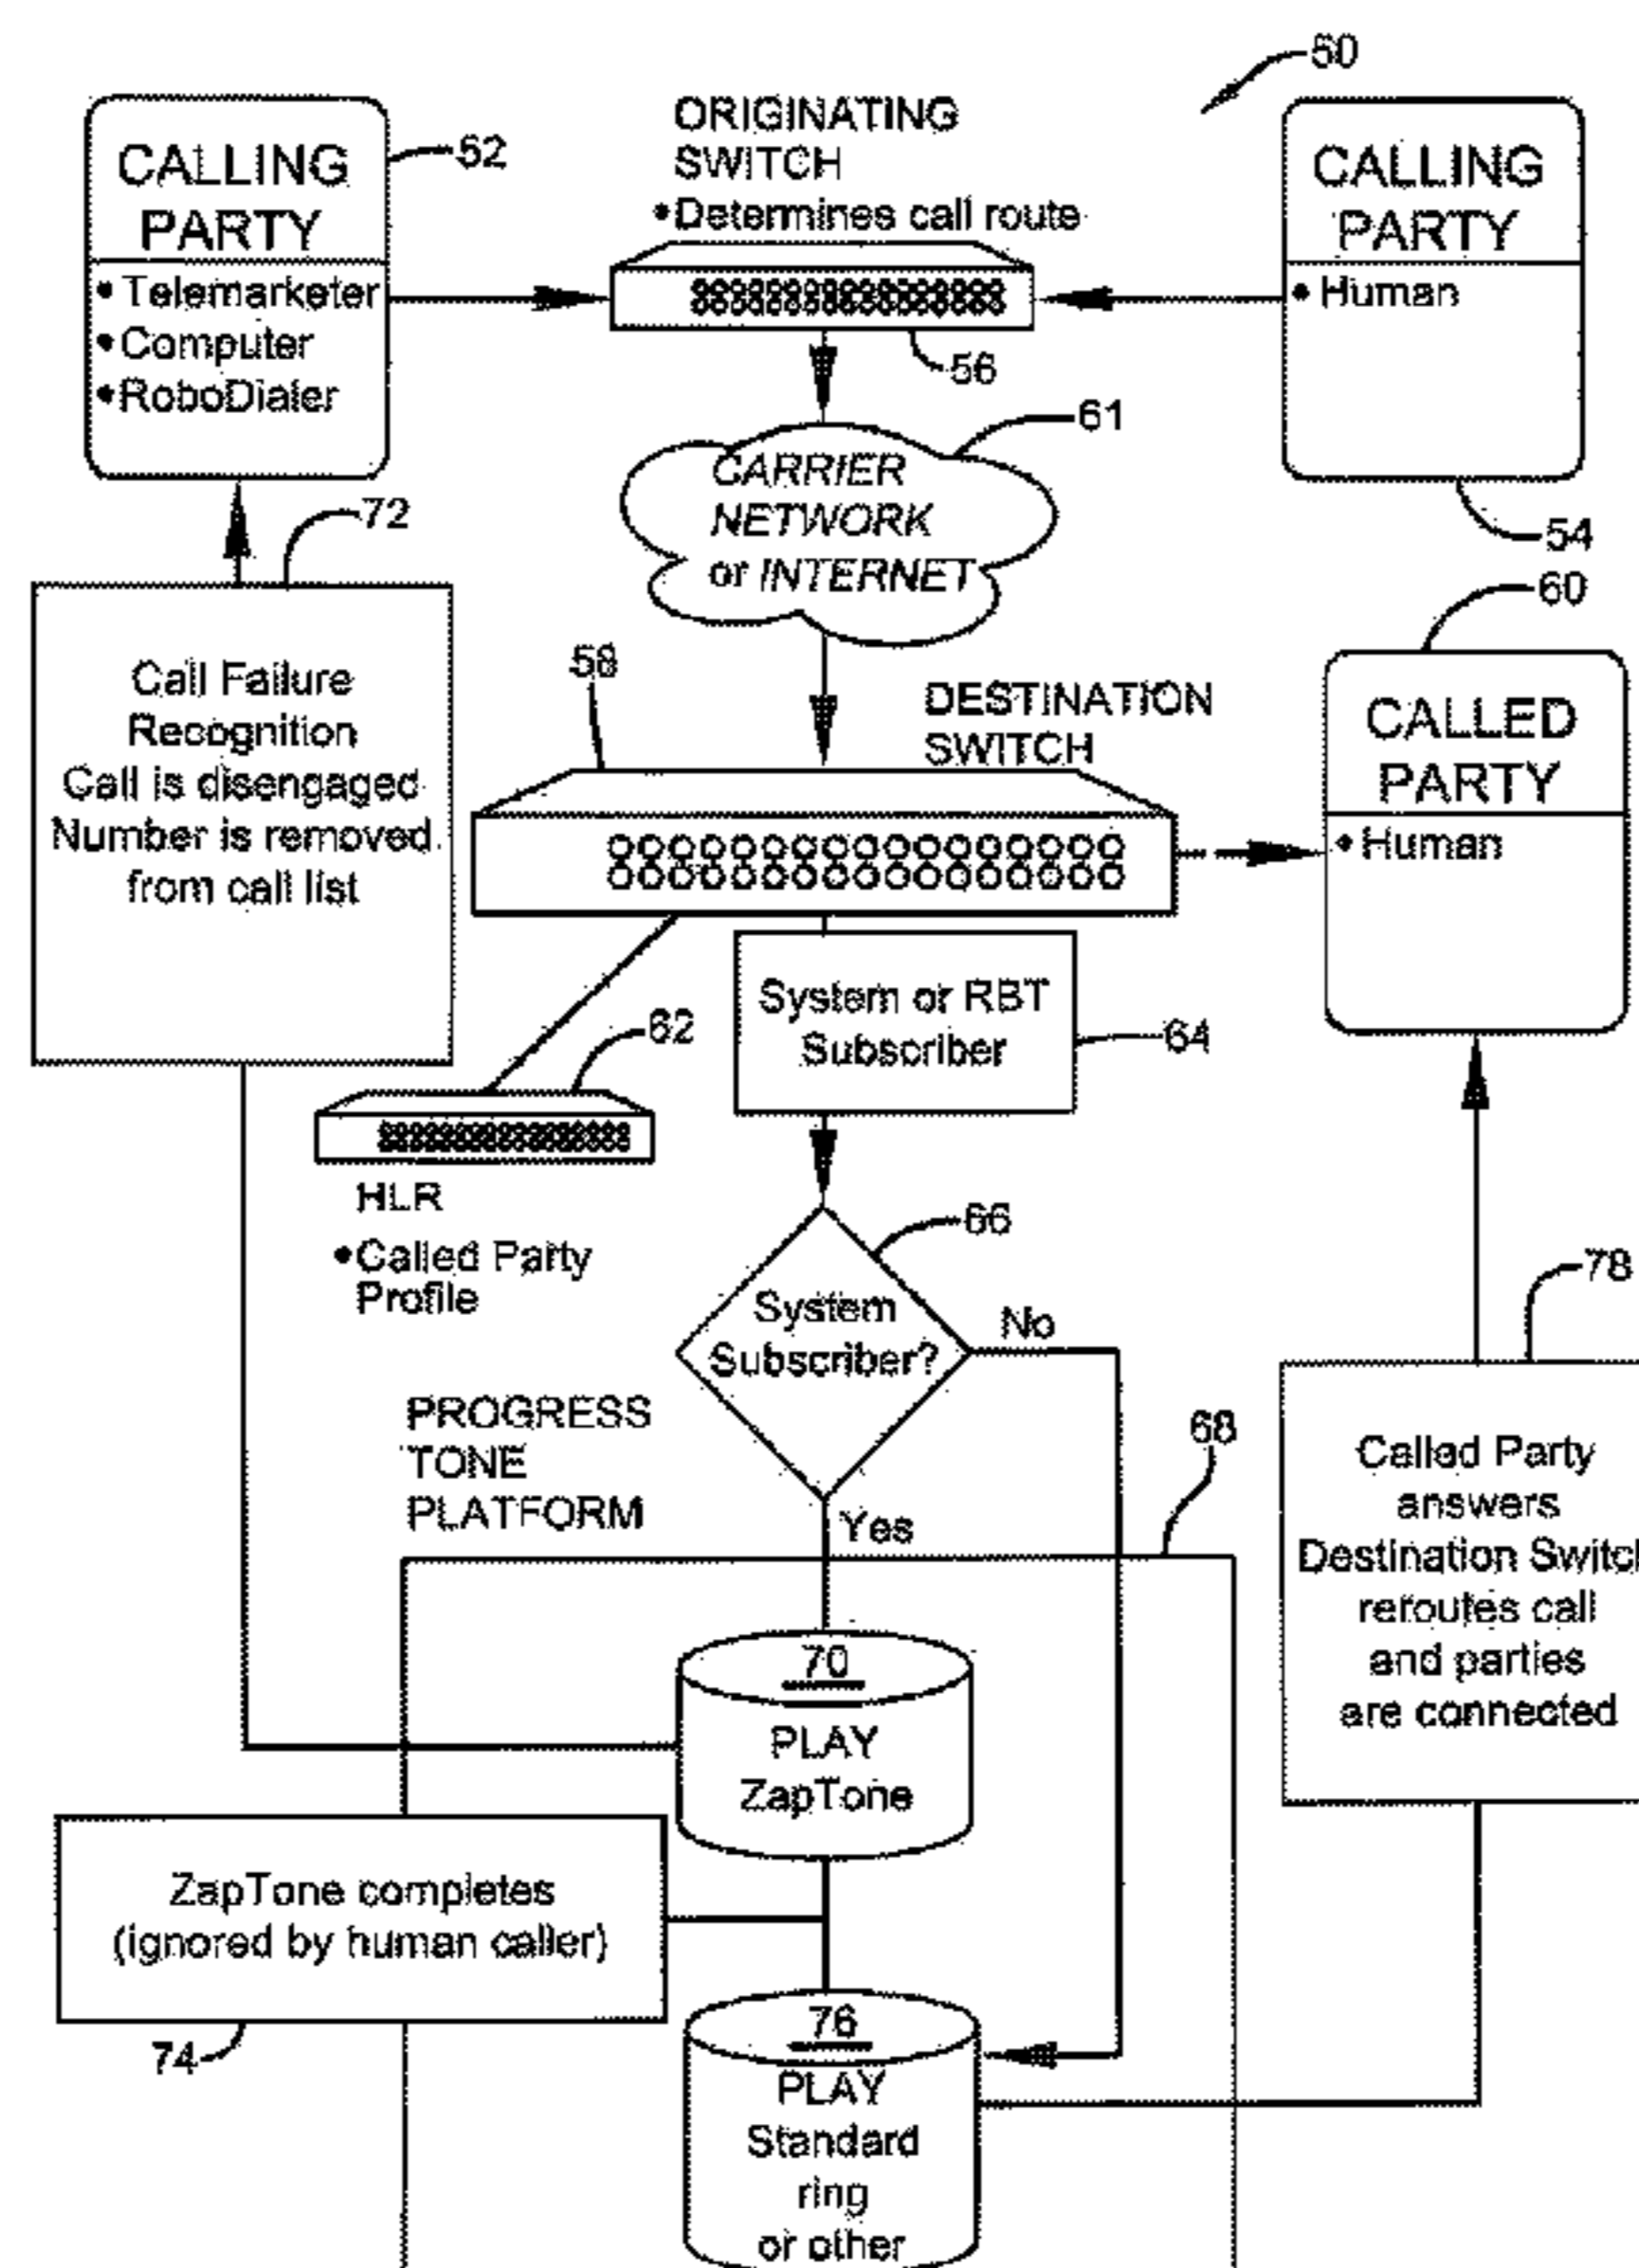 50
ORIGINATING
SWITCH
•Determines call route
CALLING
PARTY
• Telemarketer
• Computer
• RoboDialer
52
CALLING
PARTY
• Human
54
56
61
CARRIER
NETWORK
or INTERNET
72
Call Failure
Recognition
Call is disengaged
Number is removed
from call list
58
DESTINATION
SWITCH
60
CALLED
PARTY
• Human
62
HLR
•Called Party
Profile
System or RBT
Subscriber
64
66
System
Subscriber?
No
Yes
PROGRESS
TONE
PLATFORM
68
78
Called Party
answers
Destination Switch
reroutes call
and parties
are connected
70
PLAY
ZapTone
ZapTone completes
(ignored by human caller)
74
76
PLAY
Standard
ring
or other